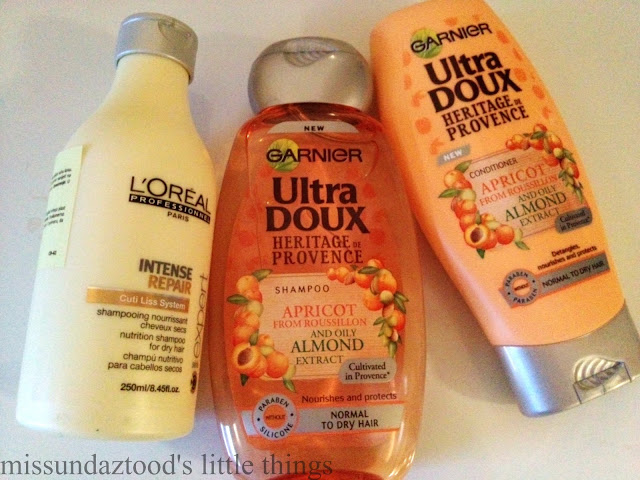 L'ORÉAL
PROFESSIONNEL
PARIS
INTENSE
REPAIR
Cuti Liss System
shampooing nourrissant
cheveux secs
nutrition shampoo
for dry hair
champú nutritivo
para cabellos secos
250ml/8.45fl.oz.
expert
NEW
GARNIER
Ultra
DOUX
HERITAGE DE
PROVENCE
SHAMPOO
APRICOT
FROM ROUSSILLON
AND OILY
ALMOND
EXTRACT
Cultivated
in Provence*
Nourishes and protects
PARABEN
WITHOUT
SILICONE
NORMAL
TO DRY HAIR
GARNIER
Ultra
DOUX
HERITAGE DE
PROVENCE
NEW
CONDITIONER
APRICOT
FROM ROUSSILLON
AND OILY
ALMOND
EXTRACT
Cultivated
in Provence
Detangles,
nourishes and protects
PARABEN
WITHOUT
PARABEN
NORMAL TO DRY HAIR
missundaztood's little things